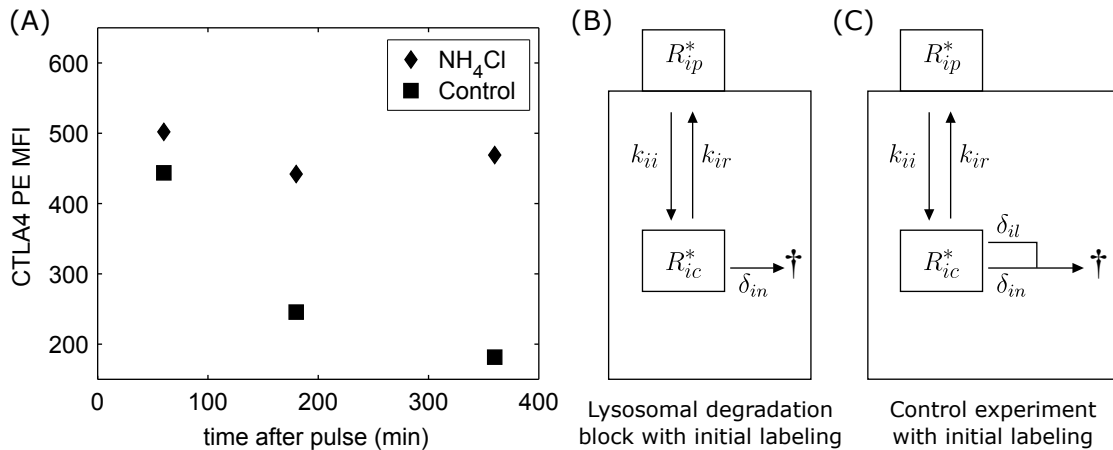 (A)
600
500
400
300
200
CTLA4 PE MFI
0
100
200
300
400
time after pulse (min)
NH₄Cl
Control
(B)
R*ip
kii
kir
R*ic
δin
†
Lysosomal degradation
block with initial labeling
(C)
R*ip
kii
kir
R*ic
δil
δin
†
Control experiment
with initial labeling